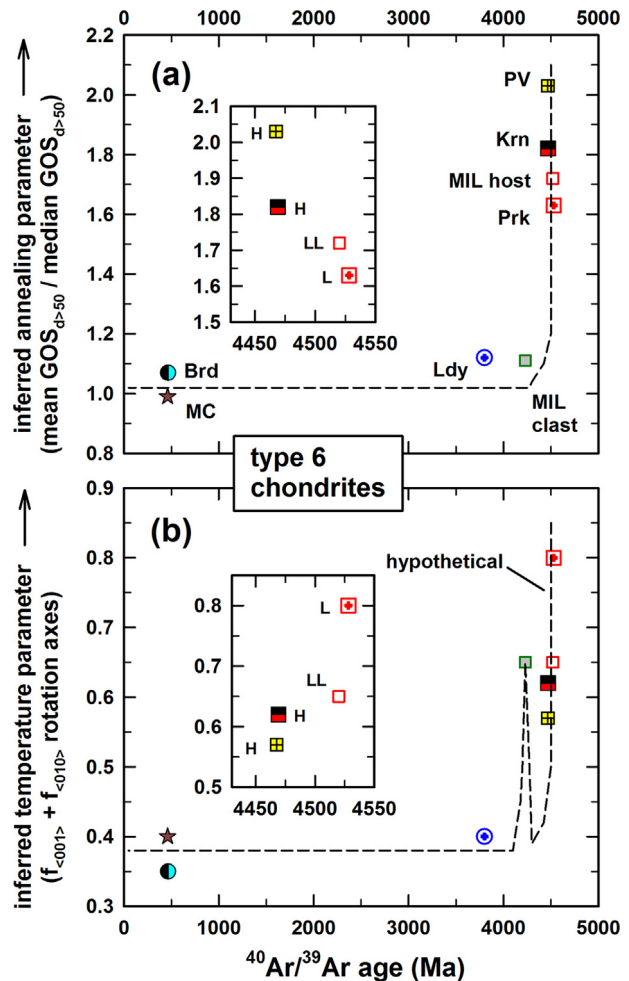 0 1000 2000 3000 4000 5000
inferred annealing parameter
(mean GOS_{d>50} / median GOS_{d>50})
2.2
2.0
1.8
1.6
1.4
1.2
1.0
0.8
(a)
PV
Krn
MIL host
Prk
2.1
2.0
1.9
1.8
1.7
1.6
1.5
H
H
LL
L
4450 4500 4550
Brd
MC
Ldy
MIL
clast
type 6
chondrites
inferred temperature parameter
(f_{<001>} + f_{<010>} rotation axes)
0.9
0.8
0.7
0.6
0.5
0.4
0.3
(b)
hypothetical
0.8
0.7
0.6
0.5
L
LL
H
H
4450 4500 4550
0 1000 2000 3000 4000 5000
⁴⁰Ar/³⁹Ar age (Ma)